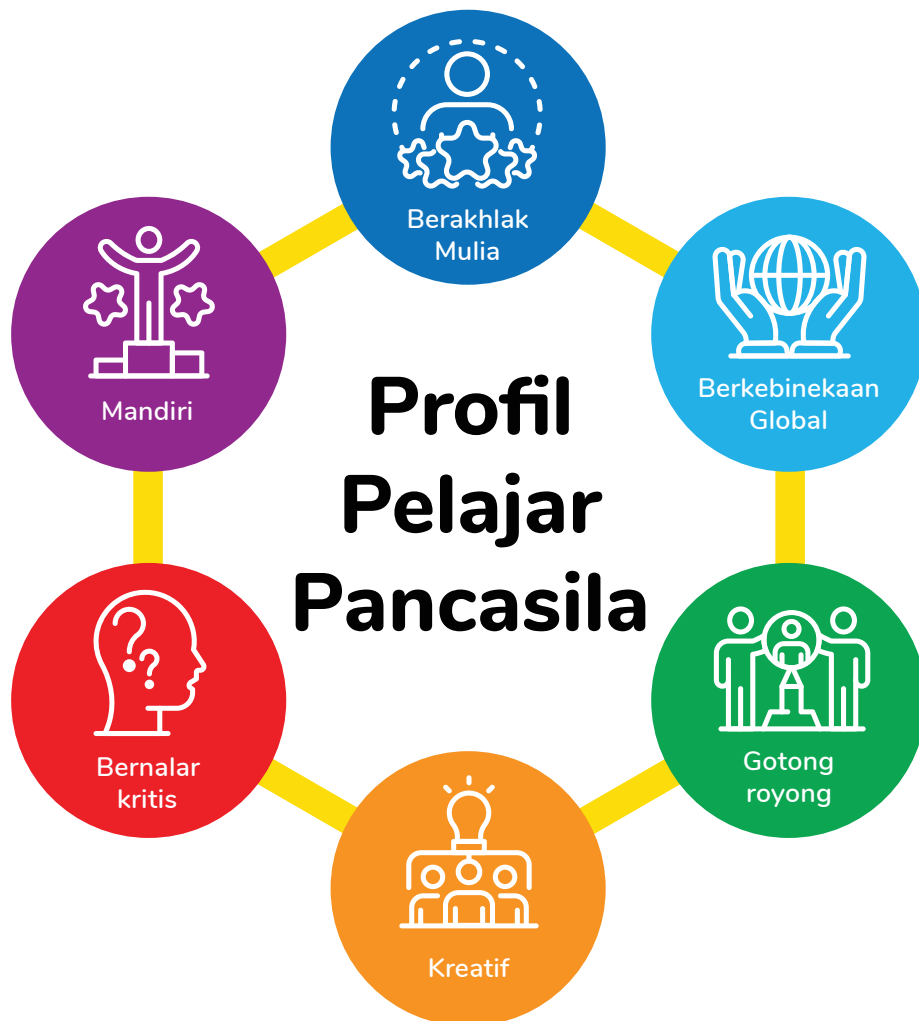 Berakhlak
Mulia
Mandiri
Berkebinekaan
Global
Profil
Pelajar
Pancasila
Bernalar
kritis
Gotong
royong
Kreatif